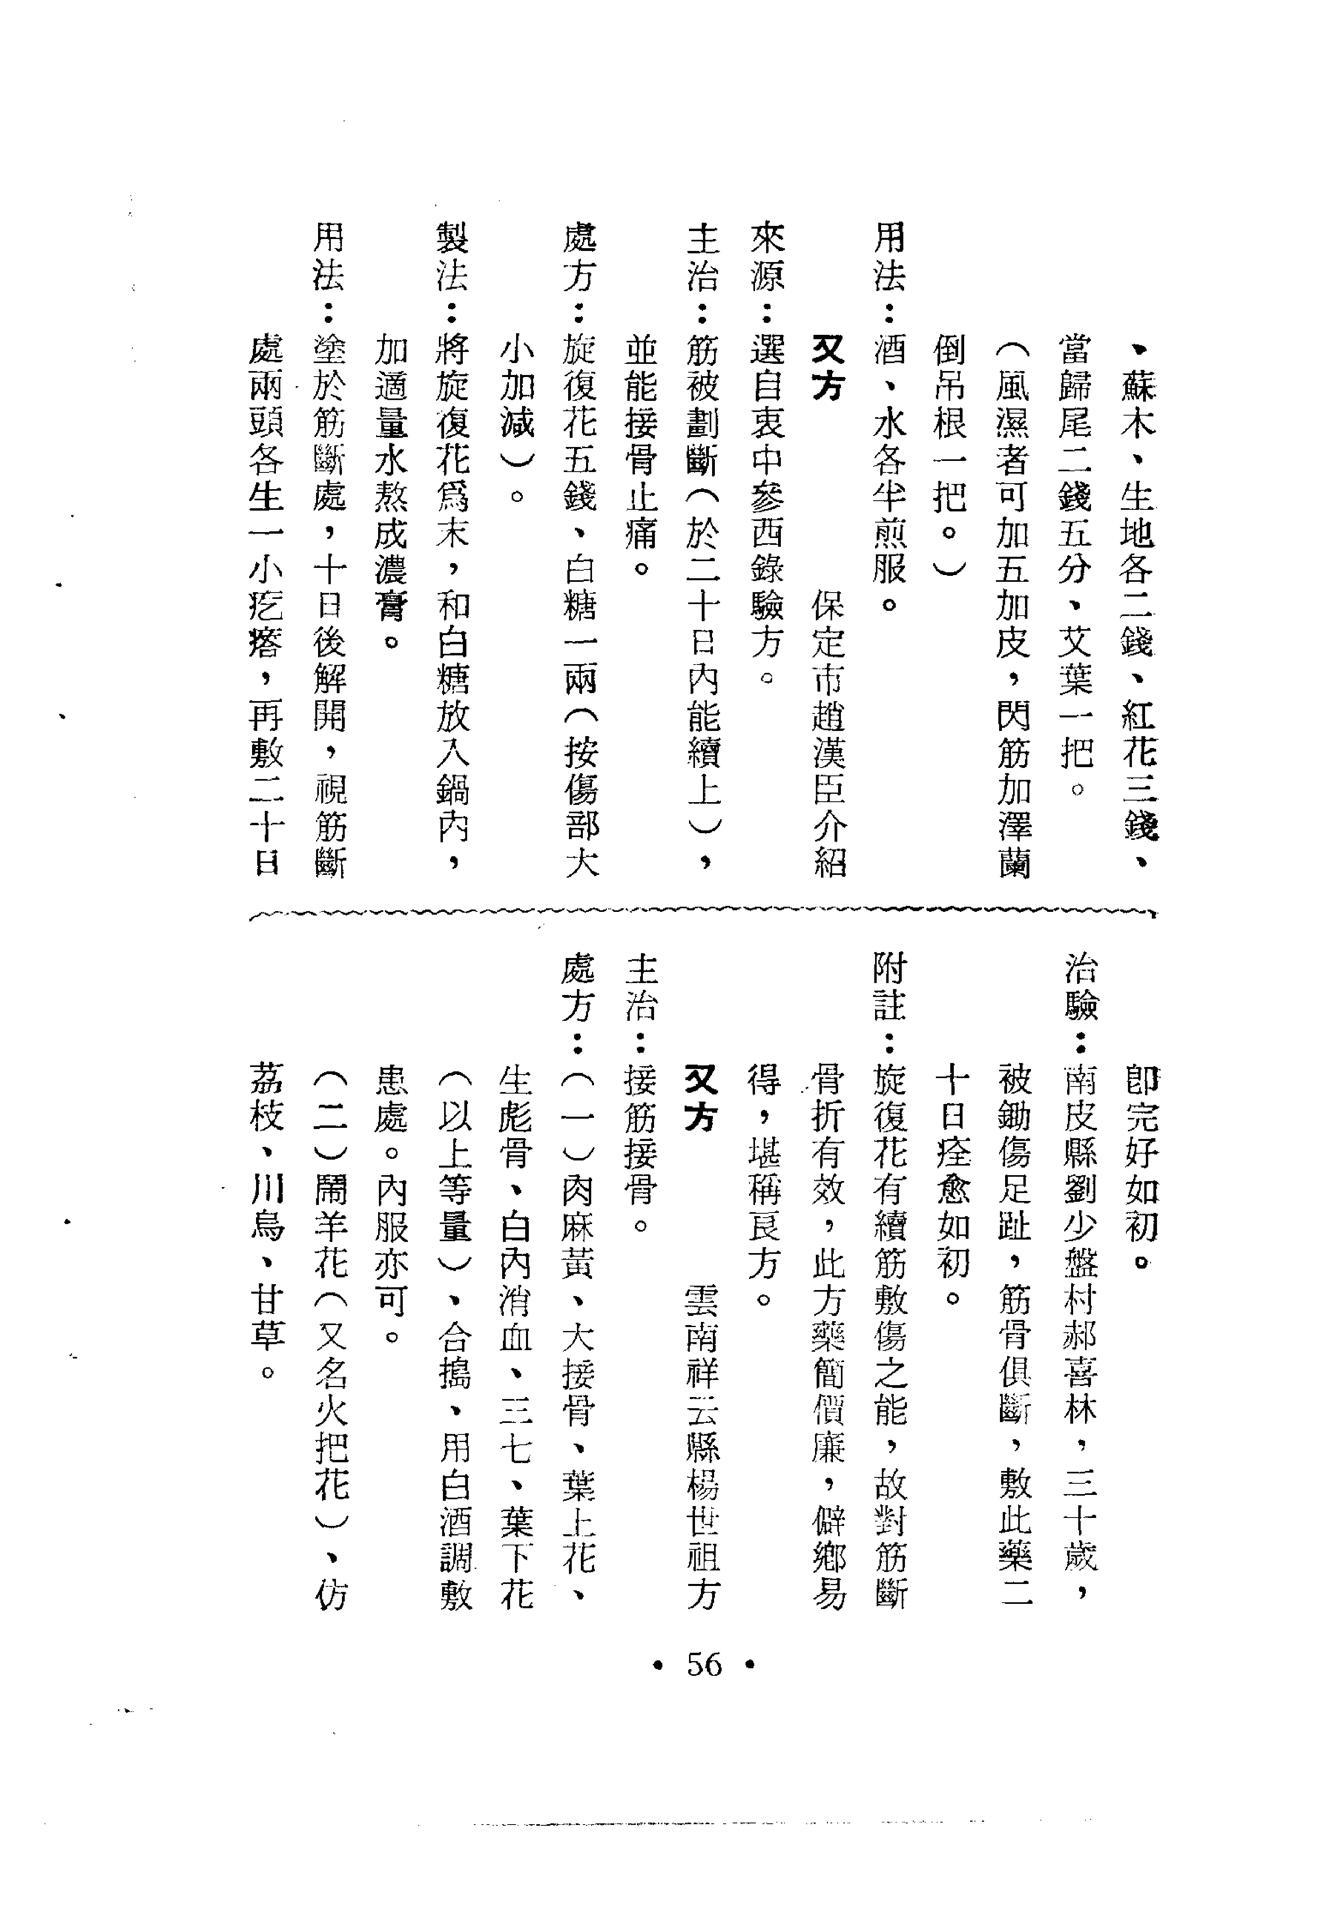 、蘇木、生地各二錢、紅花三錢、
當歸尾二錢五分、艾葉一把。
（風濕者可加五加皮，閃筋加澤蘭
倒吊根一把。）
用法：酒、水各半煎服。
又方　保定市趙漢臣介紹
來源：選自衷中參西錄驗方。
主治：筋被劃斷（於二十日內能續上），
並能接骨止痛。
處方：旋復花五錢、白糖一兩（按傷部大
小加減）。
製法：將旋復花爲末，和白糖放入鍋內，
加適量水熬成濃膏。
用法：塗於筋斷處，十日後解開，視筋斷
處兩頭各生一小疙瘩，再敷二十日
卽完好如初。
治驗：南皮縣劉少盤村郝喜林，三十歲，
被鋤傷足趾，筋骨俱斷，敷此藥二
十日痊愈如初。
附註：旋復花有續筋敷傷之能，故對筋斷
骨折有效，此方藥簡價廉，僻鄉易
得，堪稱良方。
又方　雲南祥云縣楊世祖方
主治：接筋接骨。
處方：（一）肉麻黃、大接骨、葉上花、
生彪骨、白內消血、三七、葉下花
（以上等量）、合搗、用白酒調敷
患處。內服亦可。
（二）鬧羊花（又名火把花）、仿
荔枝、川烏、甘草。
• 56 •